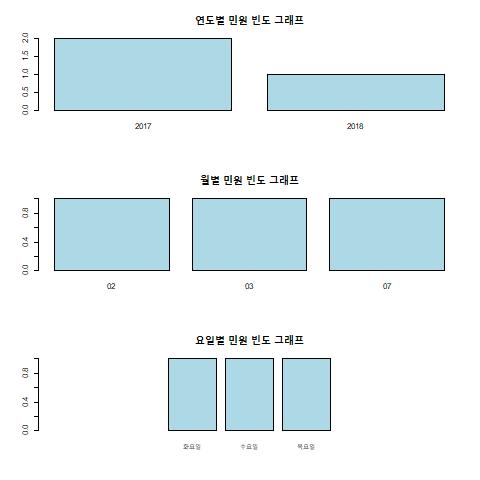 연도별 민원 빈도 그래프
2.0
1.5
1.0
0.5
0.0
2017 2018
월별 민원 빈도 그래프
0.8
0.4
0.0
02 03 07
요일별 민원 빈도 그래프
0.8
0.4
0.0
화요일 수요일 목요일